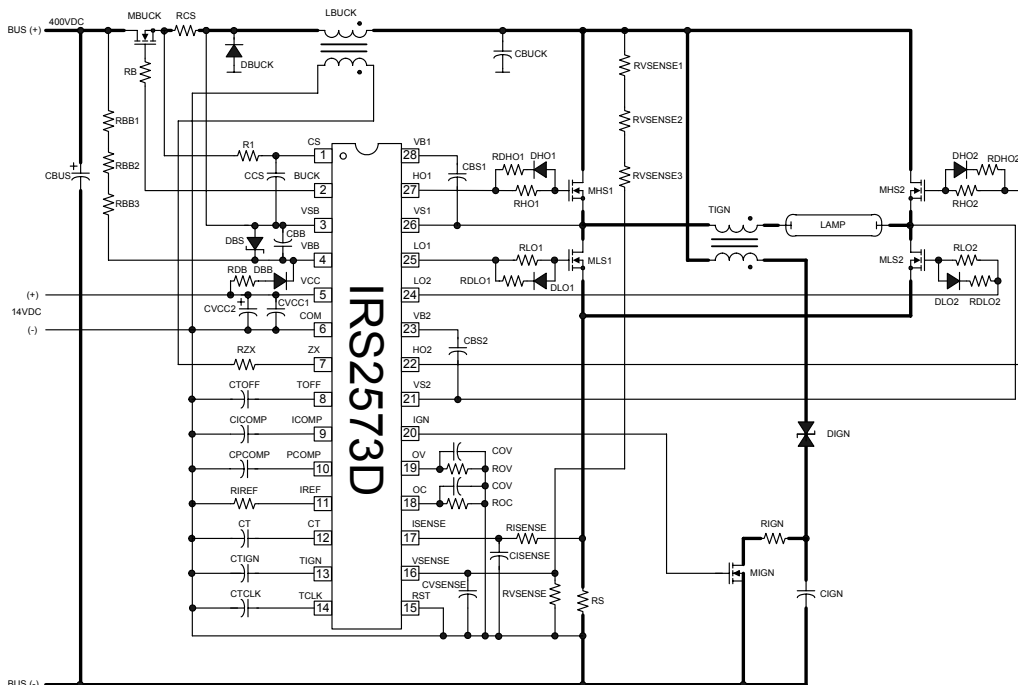 MBUCK RCS LBUCK
BUS (+) 400VDC
RB DBUCK CBUCK
RVSENSE1
RVSENSE2
RVSENSE3
RBB1
RBB2
RBB3
+
CBUS
R1 CS 1 28 VB1
CCS CBS1
BUCK 2 27 HO1
RDHO1 DHO1
RHO1
MHS1
VSB 3 26 VS1
DBS CBB
VBB 4 25 LO1
RLO1
RDLO1 DLO1
MLS1
RDB DBB
VCC 5 24 LO2
(+)
14VDC
(-)
CVCC2 + CVCC1
COM 6 23 VB2
CBS2
RZX ZX 7 22 HO2
CTOFF TOFF 8 21 VS2
CICOMP ICOMP 9 20 IGN
CPCOMP PCOMP 10 19 OV
COV
ROV
RIREF IREF 11 18 OC
COV
ROC
CT CT 12 17 ISENSE
RISENSE
CISENSE
CTIGN TIGN 13 16 VSENSE
CVSENSE RVSENSE
CTCLK TCLK 14 15 RST
IRS2573D
RS
TIGN
LAMP
DHO2 RDHO2
MHS2
RHO2
MLS2
RLO2
DLO2 RDLO2
DIGN
RIGN
MIGN
CIGN
BUS (-)